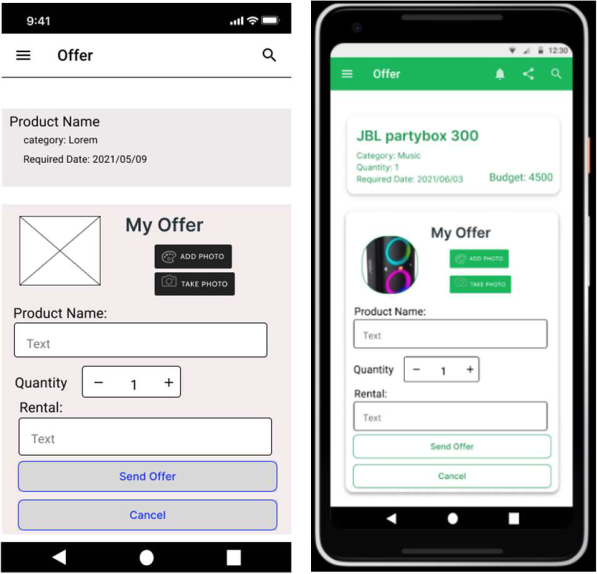 9:41
Offer
Product Name
category: Lorem
Required Date: 2021/05/09
My Offer
ADD PHOTO
TAKE PHOTO
Product Name:
Text
Quantity
− 1 +
Rental:
Text
Send Offer
Cancel
12:30
Offer
JBL partybox 300
Category: Music
Quantity: 1
Required Date: 2021/06/03
Budget: 4500
My Offer
ADD PHOTO
TAKE PHOTO
Product Name:
Text
Quantity
− 1 +
Rental:
Text
Send Offer
Cancel